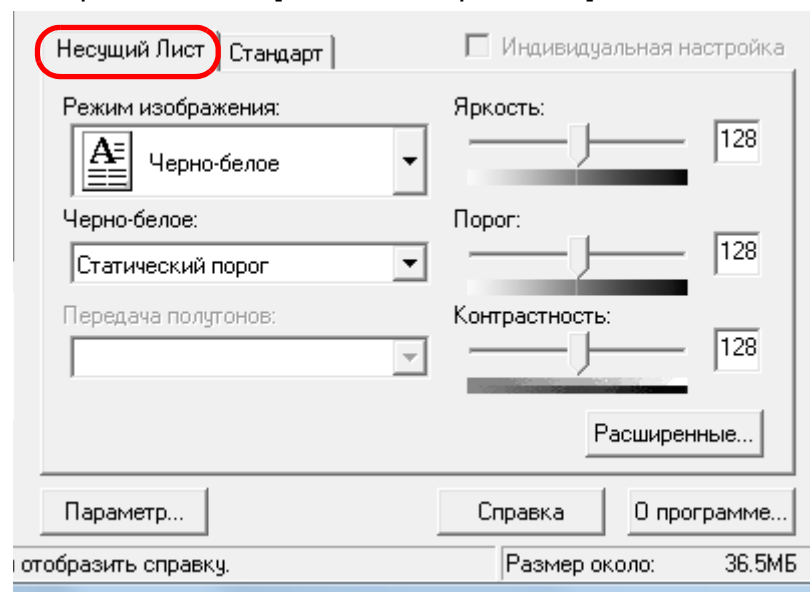 Несущий Лист Стандарт Индивидуальная настройка
Режим изображения: Яркость:
Черно-белое 128
Черно-белое: Порог:
Статический порог 128
Передача полутонов: Контрастность:
128
Расширенные...
Параметр... Справка О программе...
отобразить справку. Размер около: 36.5МБ